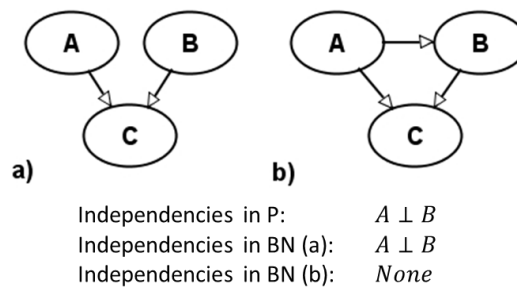 A B A B
C C
a) b)
Independencies in P: A ⊥ B
Independencies in BN (a): A ⊥ B
Independencies in BN (b): None